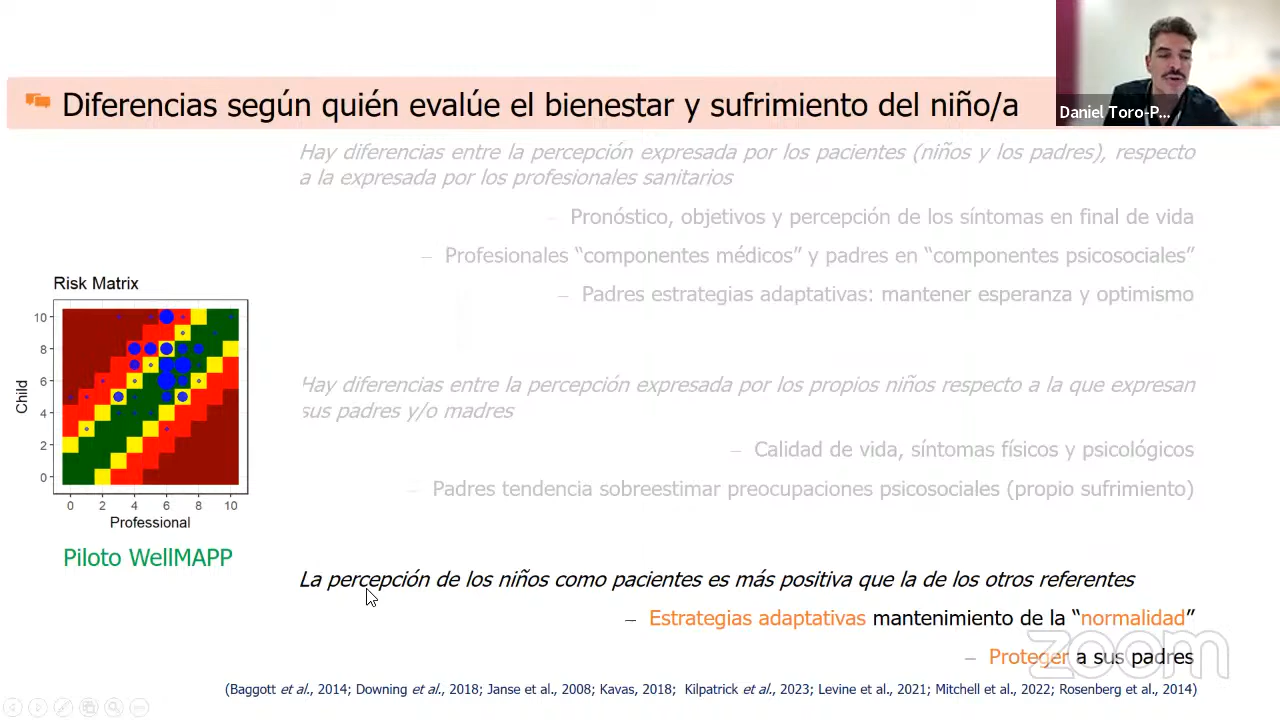 Diferencias según quién evalúe el bienestar y sufrimiento del niño/a
Daniel Toro-P...
Hay diferencias entre la percepción expresada por los pacientes (niños y los padres), respecto
a la expresada por los profesionales sanitarios
– Pronóstico, objetivos y percepción de los síntomas en final de vida
– Profesionales “componentes médicos” y padres en “componentes psicosociales”
– Padres estrategias adaptativas: mantener esperanza y optimismo
Risk Matrix
10
8
6
4
2
0
Child
0 2 4 6 8 10
Professional
Piloto WellMAPP
Hay diferencias entre la percepción expresada por los propios niños respecto a la que expresan
sus padres y/o madres
– Calidad de vida, síntomas físicos y psicológicos
– Padres tendencia sobreestimar preocupaciones psicosociales (propio sufrimiento)
La percepción de los niños como pacientes es más positiva que la de los otros referentes
– Estrategias adaptativas mantenimiento de la “normalidad”
– Proteger a sus padres
zoom
(Baggott et al., 2014; Downing et al., 2018; Janse et al., 2008; Kavas, 2018; Kilpatrick et al., 2023; Levine et al., 2021; Mitchell et al., 2022; Rosenberg et al., 2014)